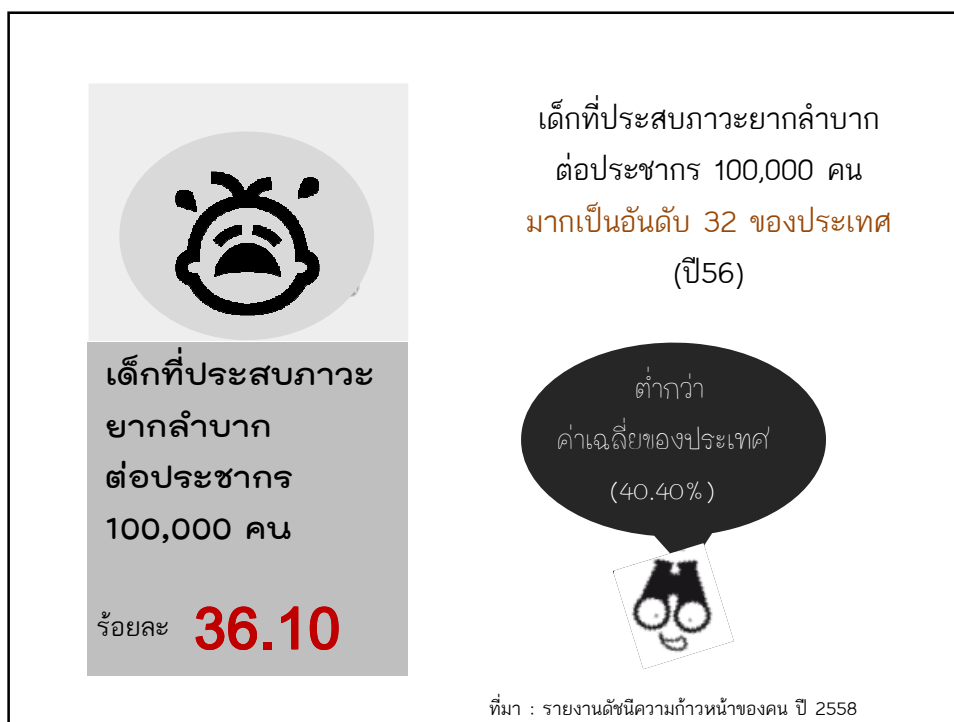 เด็กที่ประสบภาวะ
ยากลำบาก
ต่อประชากร
100,000 คน
ร้อยละ 36.10
เด็กที่ประสบภาวะยากลำบาก
ต่อประชากร 100,000 คน
มากเป็นอันดับ 32 ของประเทศ
(ปี56)
ต่ำกว่า
ค่าเฉลี่ยของประเทศ
(40.40%)
ที่มา : รายงานดัชนีความก้าวหน้าของคน ปี 2558